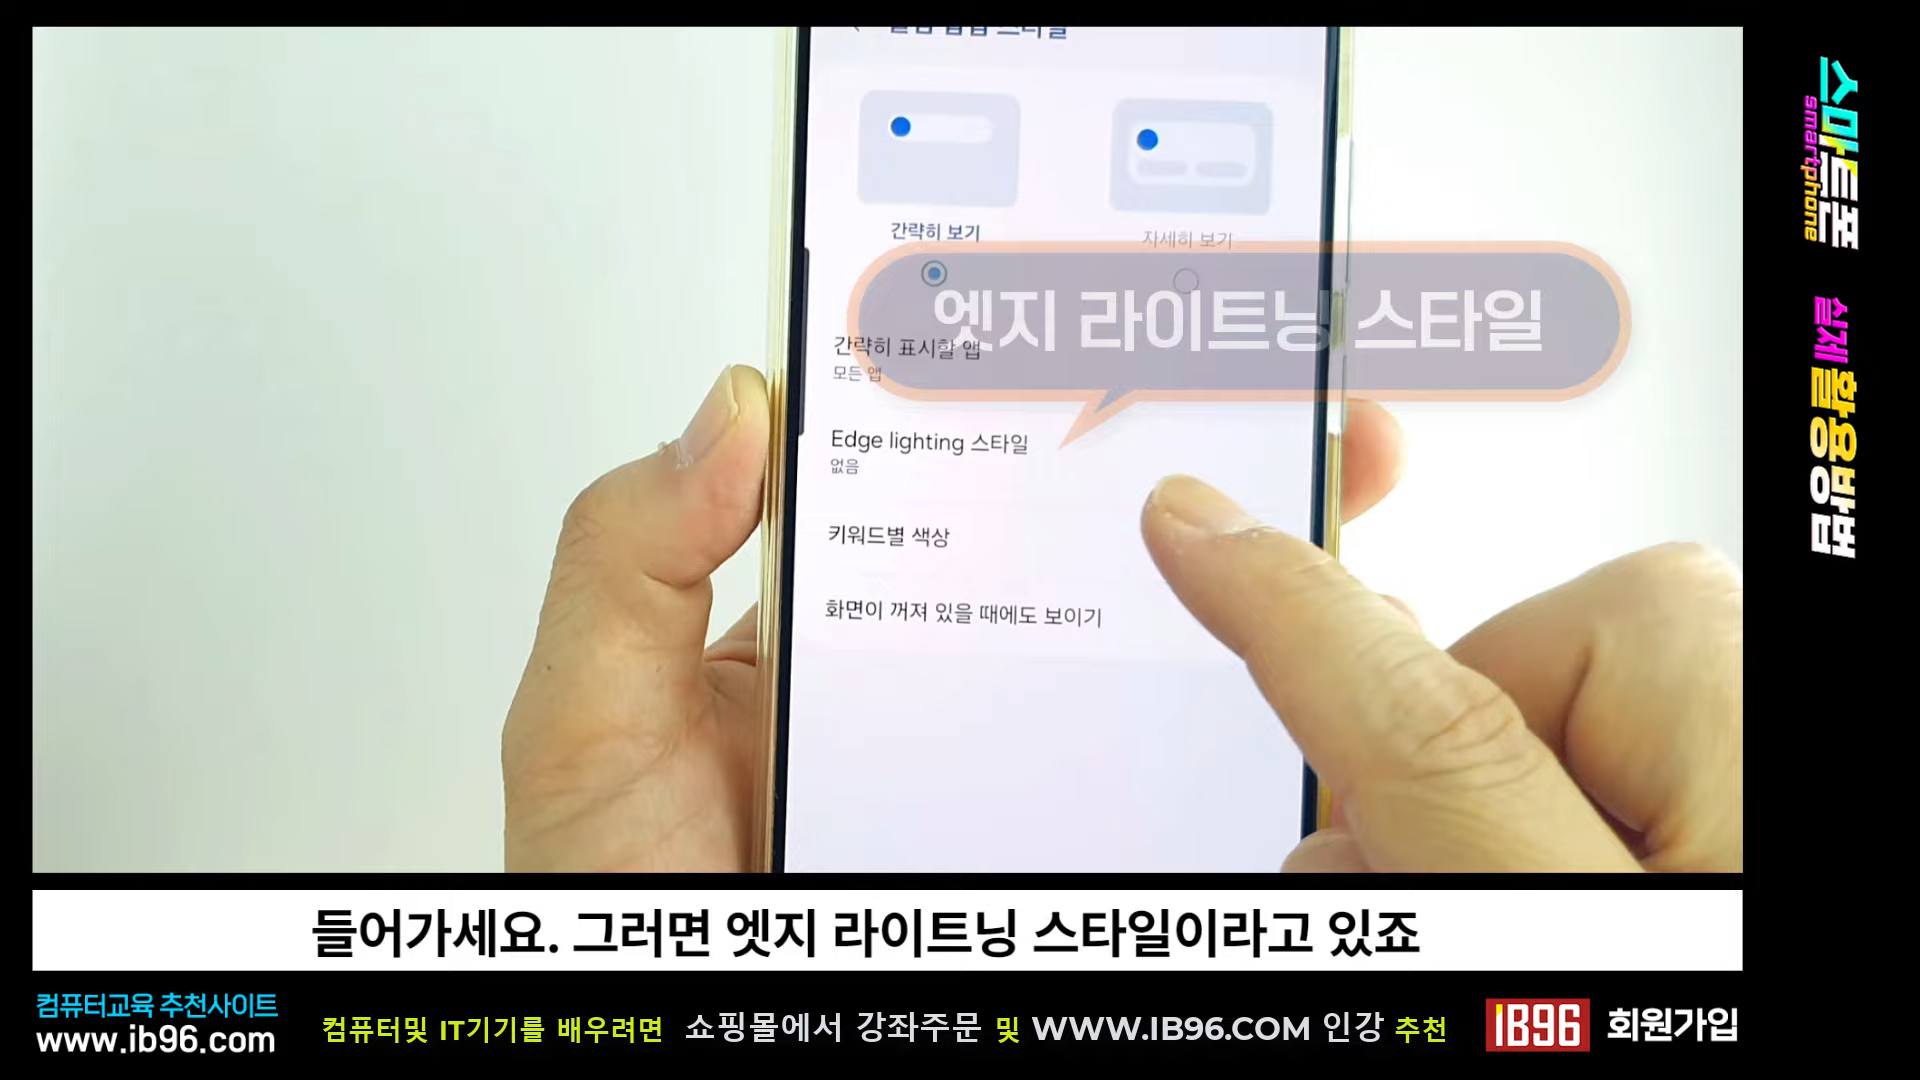 알림 팝업 스타일
간략히 보기
자세히 보기
엣지 라이트닝 스타일
간략히 표시할 앱
모든 앱
Edge lighting 스타일
없음
키워드별 색상
화면이 꺼져 있을 때에도 보이기
스마트폰
smartphone
실제 활용방법
들어가세요. 그러면 엣지 라이트닝 스타일이라고 있죠
컴퓨터교육 추천사이트
www.ib96.com
컴퓨터및 IT기기를 배우려면 쇼핑몰에서 강좌주문 및 WWW.IB96.COM 인강 추천
IB96 회원가입